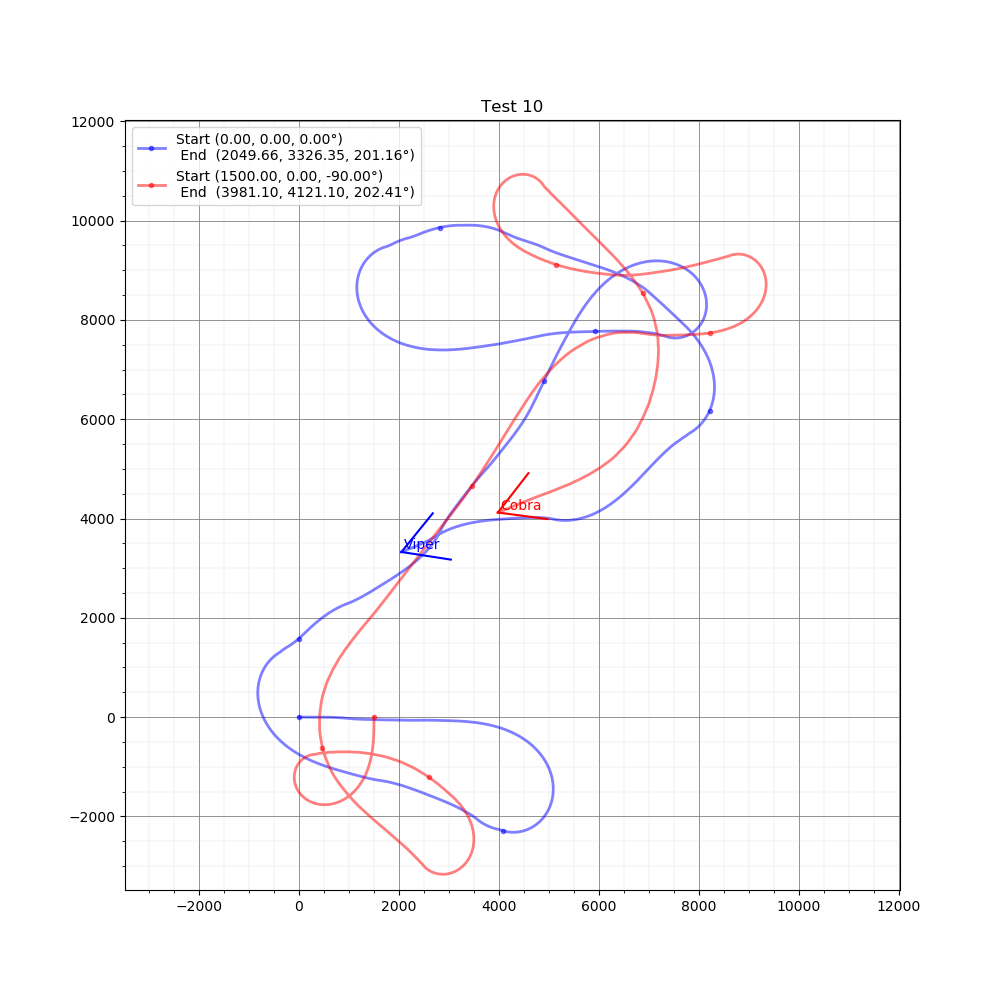 Test 10
Start (0.00, 0.00, 0.00°)
End (2049.66, 3326.35, 201.16°)
Start (1500.00, 0.00, -90.00°)
End (3981.10, 4121.10, 202.41°)
12000
10000
8000
6000
4000
2000
0
−2000
Cobra
Viper
−2000 0 2000 4000 6000 8000 10000 12000